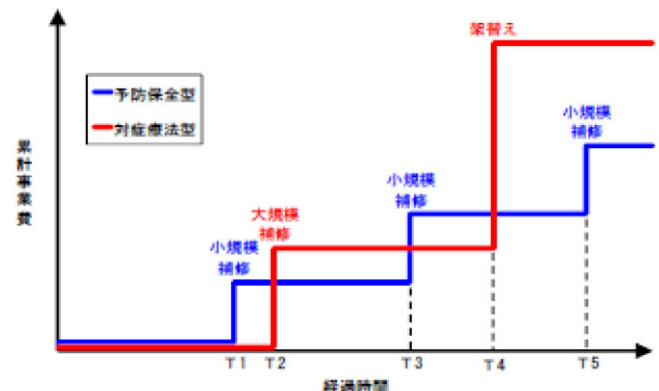 架替え
予防保全型
対症療法型
小規模
補修
小規模
補修
大規模
補修
小規模
補修
累計事業費
T1
T2
T3
T4
T5
経過時間